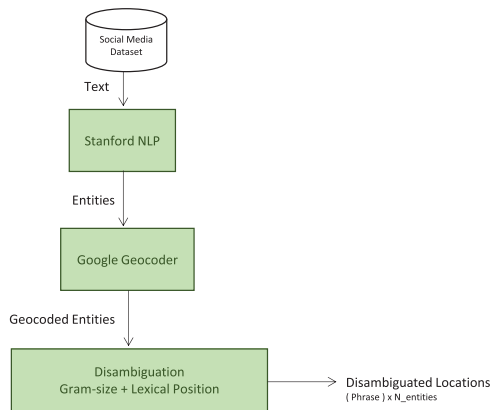 Social Media
Dataset
Text
Stanford NLP
Entities
Google Geocoder
Geocoded Entities
Disambiguation
Gram-size + Lexical Position
Disambiguated Locations
( Phrase ) x N_entities